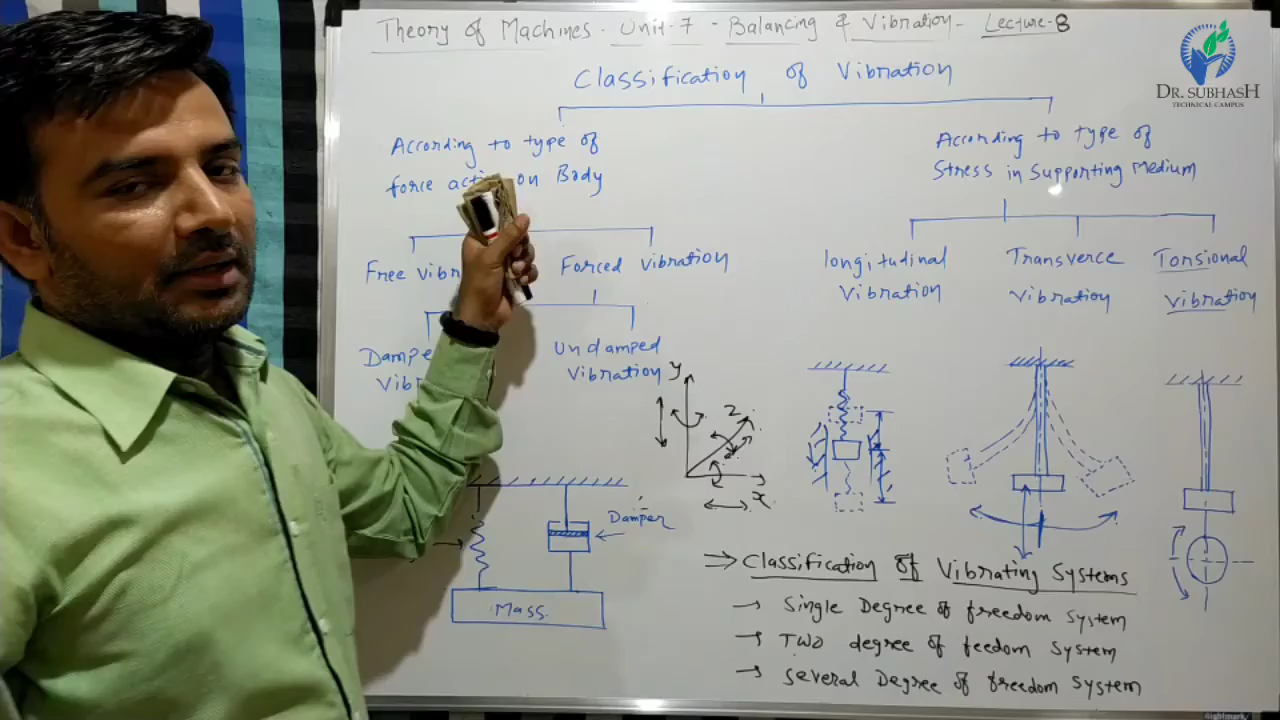 Theory of Machines. Unit-7 - Balancing & Vibration - Lecture-8
DR. SUBHASH
TECHNICAL CAMPUS
Classification of Vibration
According to type of
force on Body
According to type of
Stress in Supporting Medium
Free
Forced vibration
longitudinal
Vibration
Transverce
Vibration
Torsional
Vibration
Undamped
Vibration
y
z
x
Damper
Mass.
⇒ Classification of Vibrating Systems
→ Single Degree of freedom system
→ Two degree of feedom system
→ Several Degree of freedom system